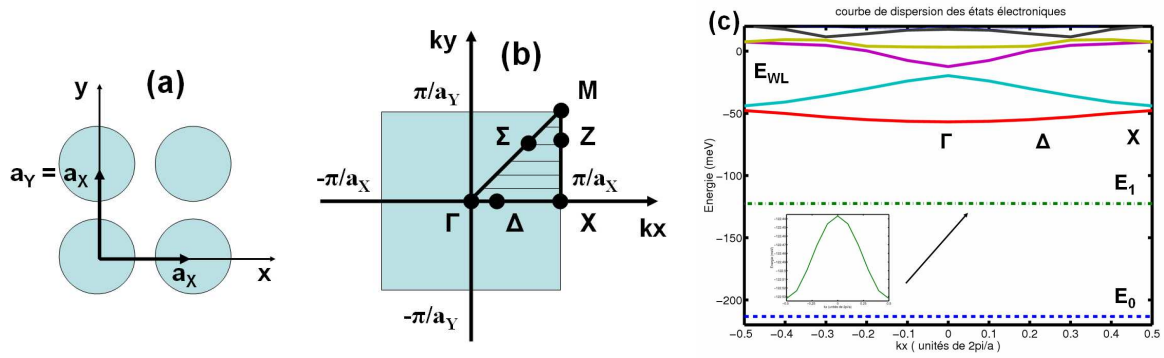 (a)
y
aY = aX
aX
x
(b)
ky
π/aY
M
Σ
Z
-π/aX
π/aX
Γ
Δ
X
kx
-π/aY
(c)
courbe de dispersion des états électroniques
Energie (meV)
0
−50
−100
−150
−200
EWL
Γ
Δ
X
E1
E0
−0.5
−0.4
−0.3
−0.2
−0.1
0
0.1
0.2
0.3
0.4
0.5
kx ( unités de 2pi/a )